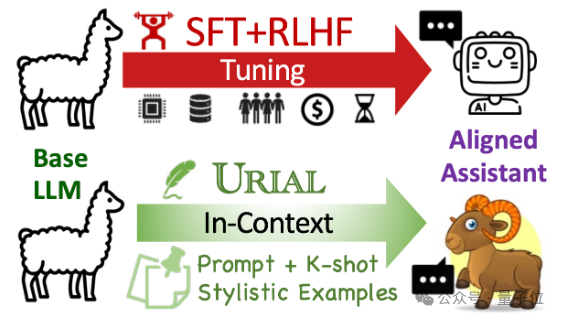 SFT+RLHF
Tuning
AI
Base
LLM
Aligned
Assistant
URIAL
In-Context
Prompt + K-shot
Stylistic Examples
公众号・量子位